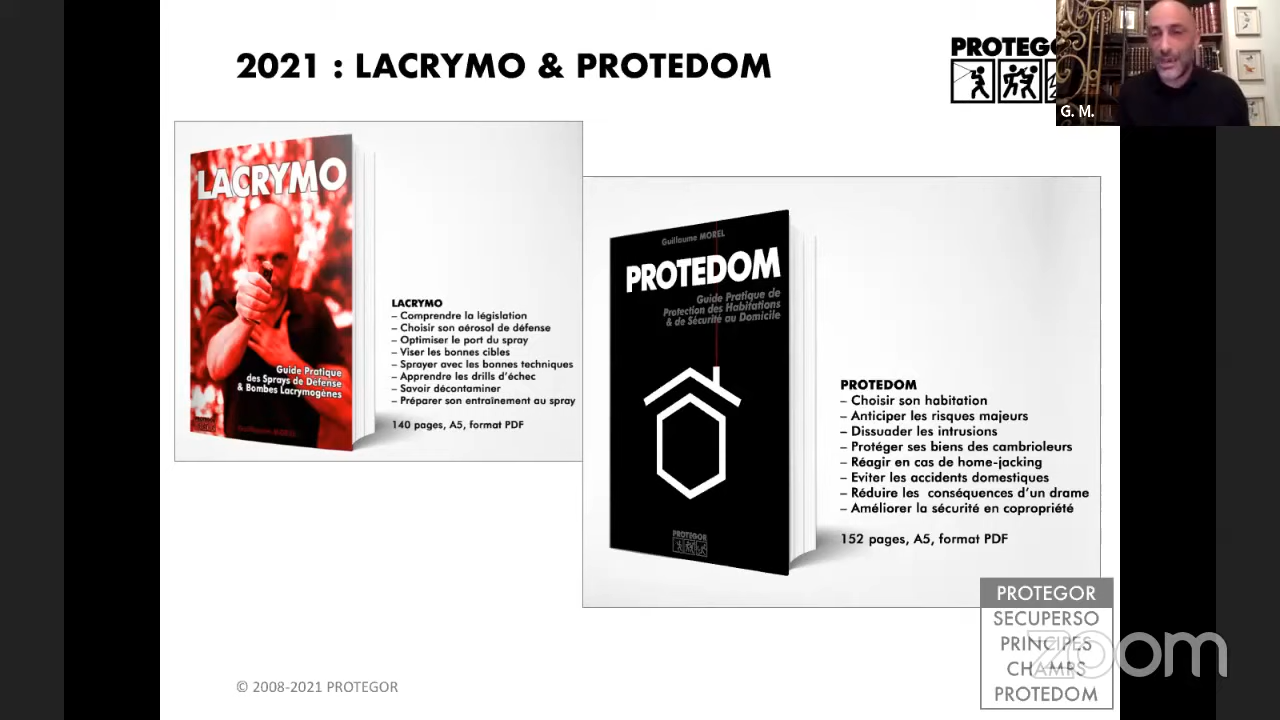 2021 : LACRYMO & PROTEDOM
PROTEGO
G. M.
LACRYMO
Guide Pratique
des Sprays de Défense
& Bombes Lacrymogènes
Guillaume MOREL
LACRYMO
– Comprendre la législation
– Choisir son aérosol de défense
– Optimiser le port du spray
– Viser les bonnes cibles
– Sprayer avec les bonnes techniques
– Apprendre les drills d'échec
– Savoir décontaminer
– Préparer son entraînement au spray
140 pages, A5, format PDF
Guillaume MOREL
PROTEDOM
Guide Pratique de
Protection des Habitations
& de Sécurité au Domicile
PROTEGOR
PROTEDOM
– Choisir son habitation
– Anticiper les risques majeurs
– Dissuader les intrusions
– Protéger ses biens des cambrioleurs
– Réagir en cas de home-jacking
– Eviter les accidents domestiques
– Réduire les conséquences d'un drame
– Améliorer la sécurité en copropriété
152 pages, A5, format PDF
PROTEGOR
SECUPERSO
PRINCIPES
CHAMPS
PROTEDOM
zoom
© 2008-2021 PROTEGOR